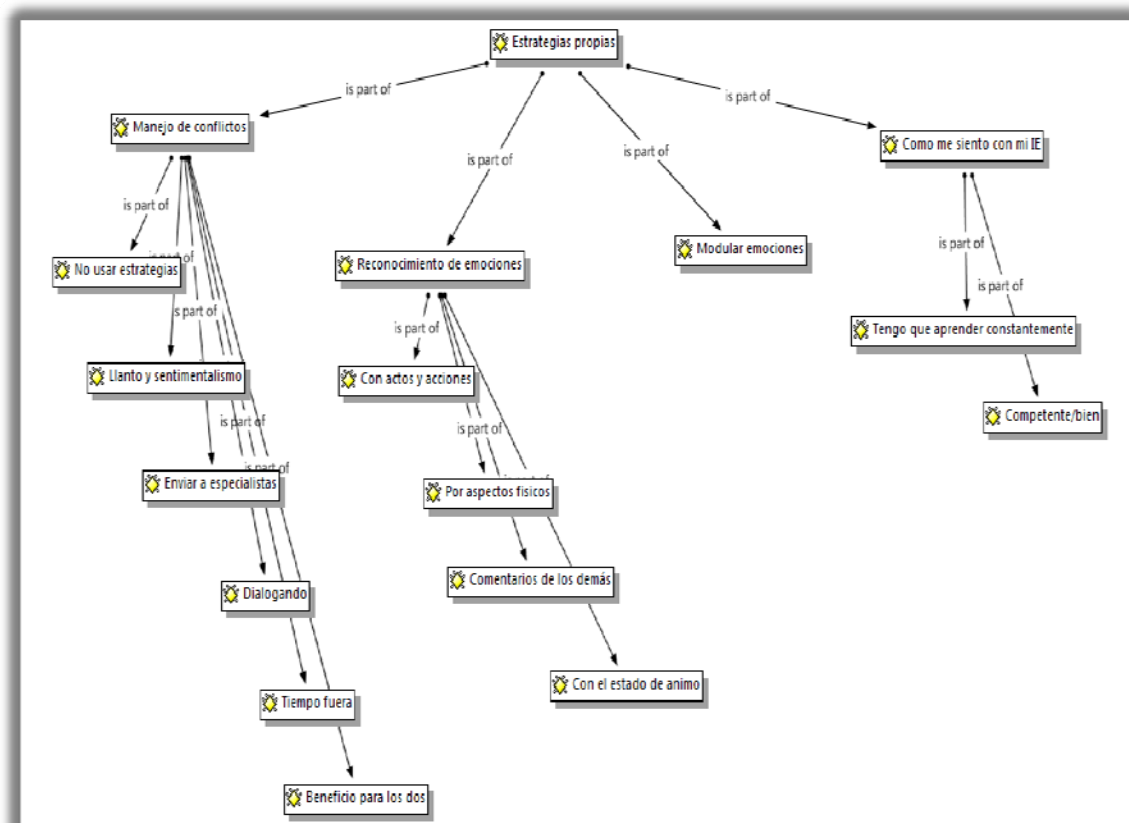 Estrategias propias
is part of
is part of
Manejo de conflictos
Como me siento con mi IE
is part of
is part of
is part of
No usar estrategias
Reconocimiento de emociones
Modular emociones
is part of
is part of
is part of
is part of
is part of
Tengo que aprender constantemente
Llanto y sentimentalismo
Con actos y acciones
Competente/bien
is part of
is part of
is part of
Enviar a especialistas
Por aspectos fisicos
Comentarios de los demás
Dialogando
Con el estado de animo
Tiempo fuera
Beneficio para los dos